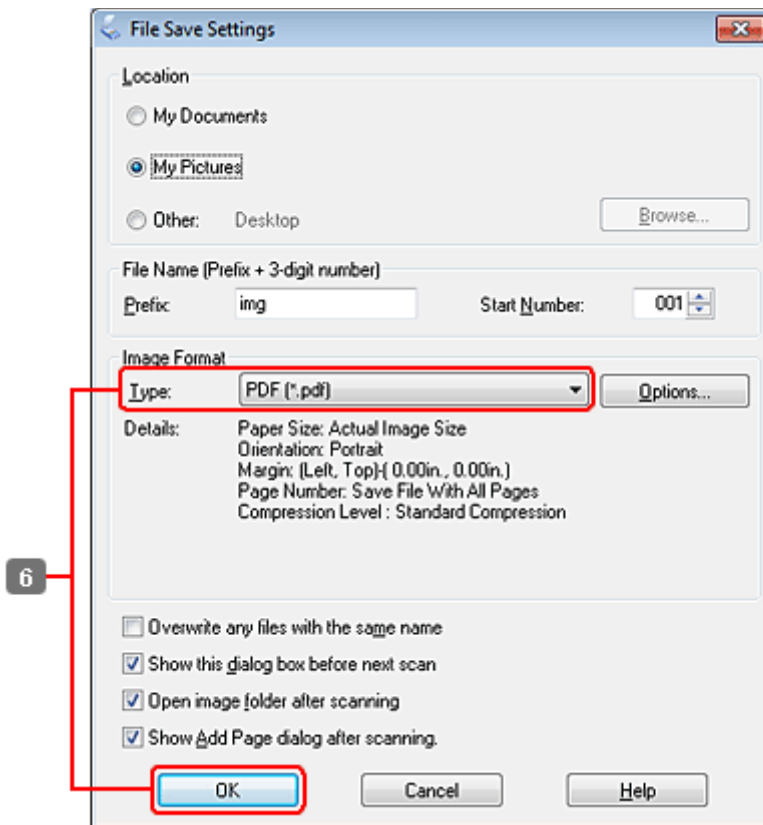 File Save Settings
Location
My Documents
My Pictures
Other: Desktop Browse...
File Name (Prefix + 3-digit number)
Prefix: img Start Number: 001
Image Format
Type: PDF (*.pdf) Options...
Details: Paper Size: Actual Image Size
Orientation: Portrait
Margin: (Left, Top)-( 0.00in., 0.00in.)
Page Number: Save File With All Pages
Compression Level : Standard Compression
6
Overwrite any files with the same name
Show this dialog box before next scan
Open image folder after scanning
Show Add Page dialog after scanning.
OK Cancel Help